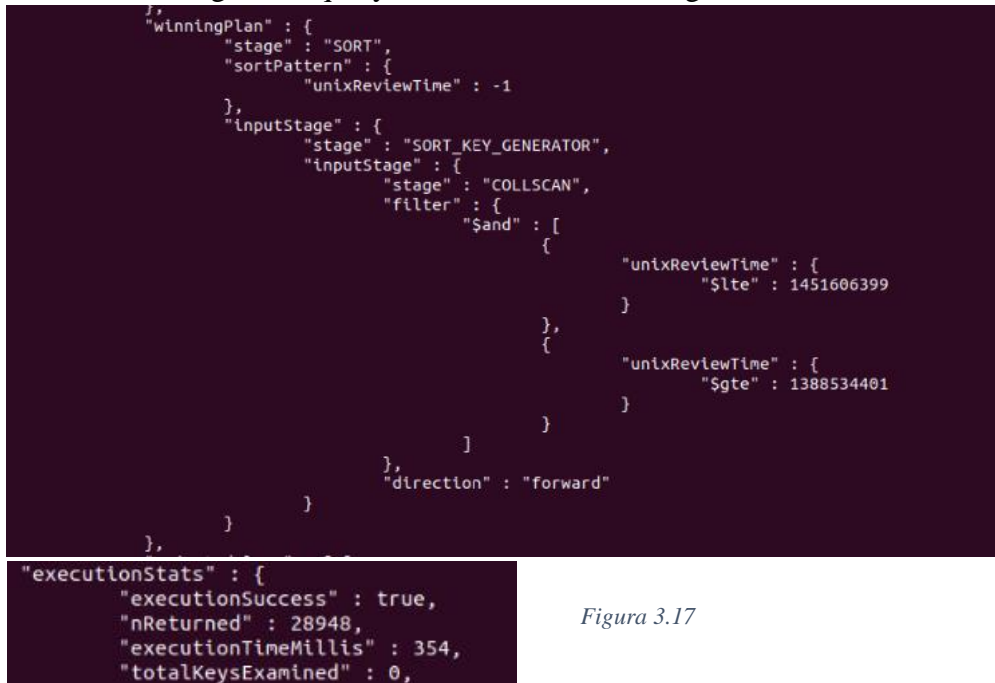 },
"winningPlan" : {
"stage" : "SORT",
"sortPattern" : {
"unixReviewTime" : -1
},
"inputStage" : {
"stage" : "SORT_KEY_GENERATOR",
"inputStage" : {
"stage" : "COLLSCAN",
"filter" : {
"$and" : [
{
"unixReviewTime" : {
"$lte" : 1451606399
}
},
{
"unixReviewTime" : {
"$gte" : 1388534401
}
}
]
},
"direction" : "forward"
}
}
},
"executionStats" : {
"executionSuccess" : true,
"nReturned" : 28948,
"executionTimeMillis" : 354,
"totalKeysExamined" : 0,
Figura 3.17